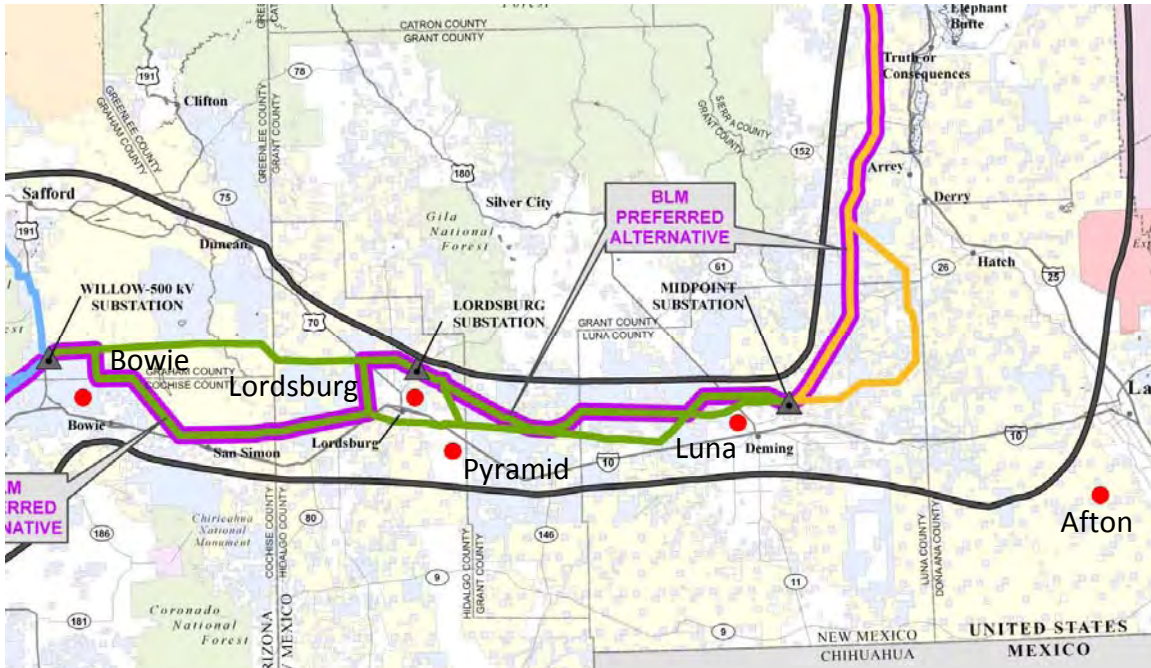 Forest
CATRON COUNTY
GRANT COUNTY
Elephant
Butte
191
78
Clifton
GREENLEE COUNTY
GRAHAM COUNTY
GREENLEE COUNTY
GRANT COUNTY
SIERRA COUNTY
GRANT COUNTY
Truth or
Consequences
152
180
Arrey
Safford
75
191
BLM
PREFERRED
ALTERNATIVE
Derry
Silver City
Gila
National
Forest
Duncan
61
26
Hatch
25
WILLOW-500 kV
SUBSTATION
70
LORDSBURG
SUBSTATION
MIDPOINT
SUBSTATION
GRANT COUNTY
LUNA COUNTY
Bowie
GRAHAM COUNTY
COCHISE COUNTY
Lordsburg
La
Bowie
Lordsburg
San Simon
Pyramid
10
Luna
Deming
10
LM
ERRED
NATIVE
Afton
186
Chiricahua
National
Monument
COCHISE COUNTY
HIDALGO COUNTY
80
146
9
HIDALGO COUNTY
GRANT COUNTY
11
LUNA COUNTY
DOÑA ANA COUNTY
Coronado
National
Forest
181
9
RIZONA
NEW MEXICO
NEW MEXICO
CHIHUAHUA
UNITED STATES
MEXICO